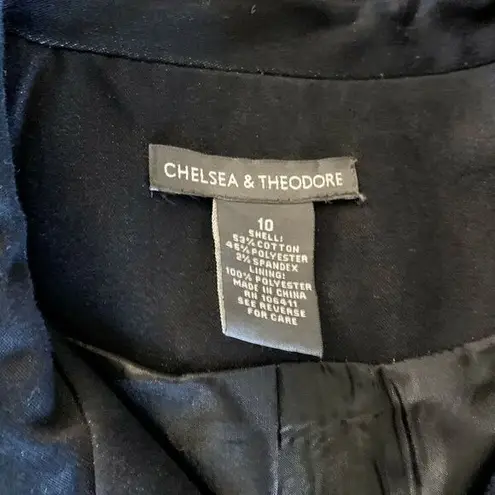 CHELSEA & THEODORE
10
SHELL:
53% COTTON
45% POLYESTER
2% SPANDEX
LINING:
100% POLYESTER
MADE IN CHINA
RN 106411
SEE REVERSE
FOR CARE